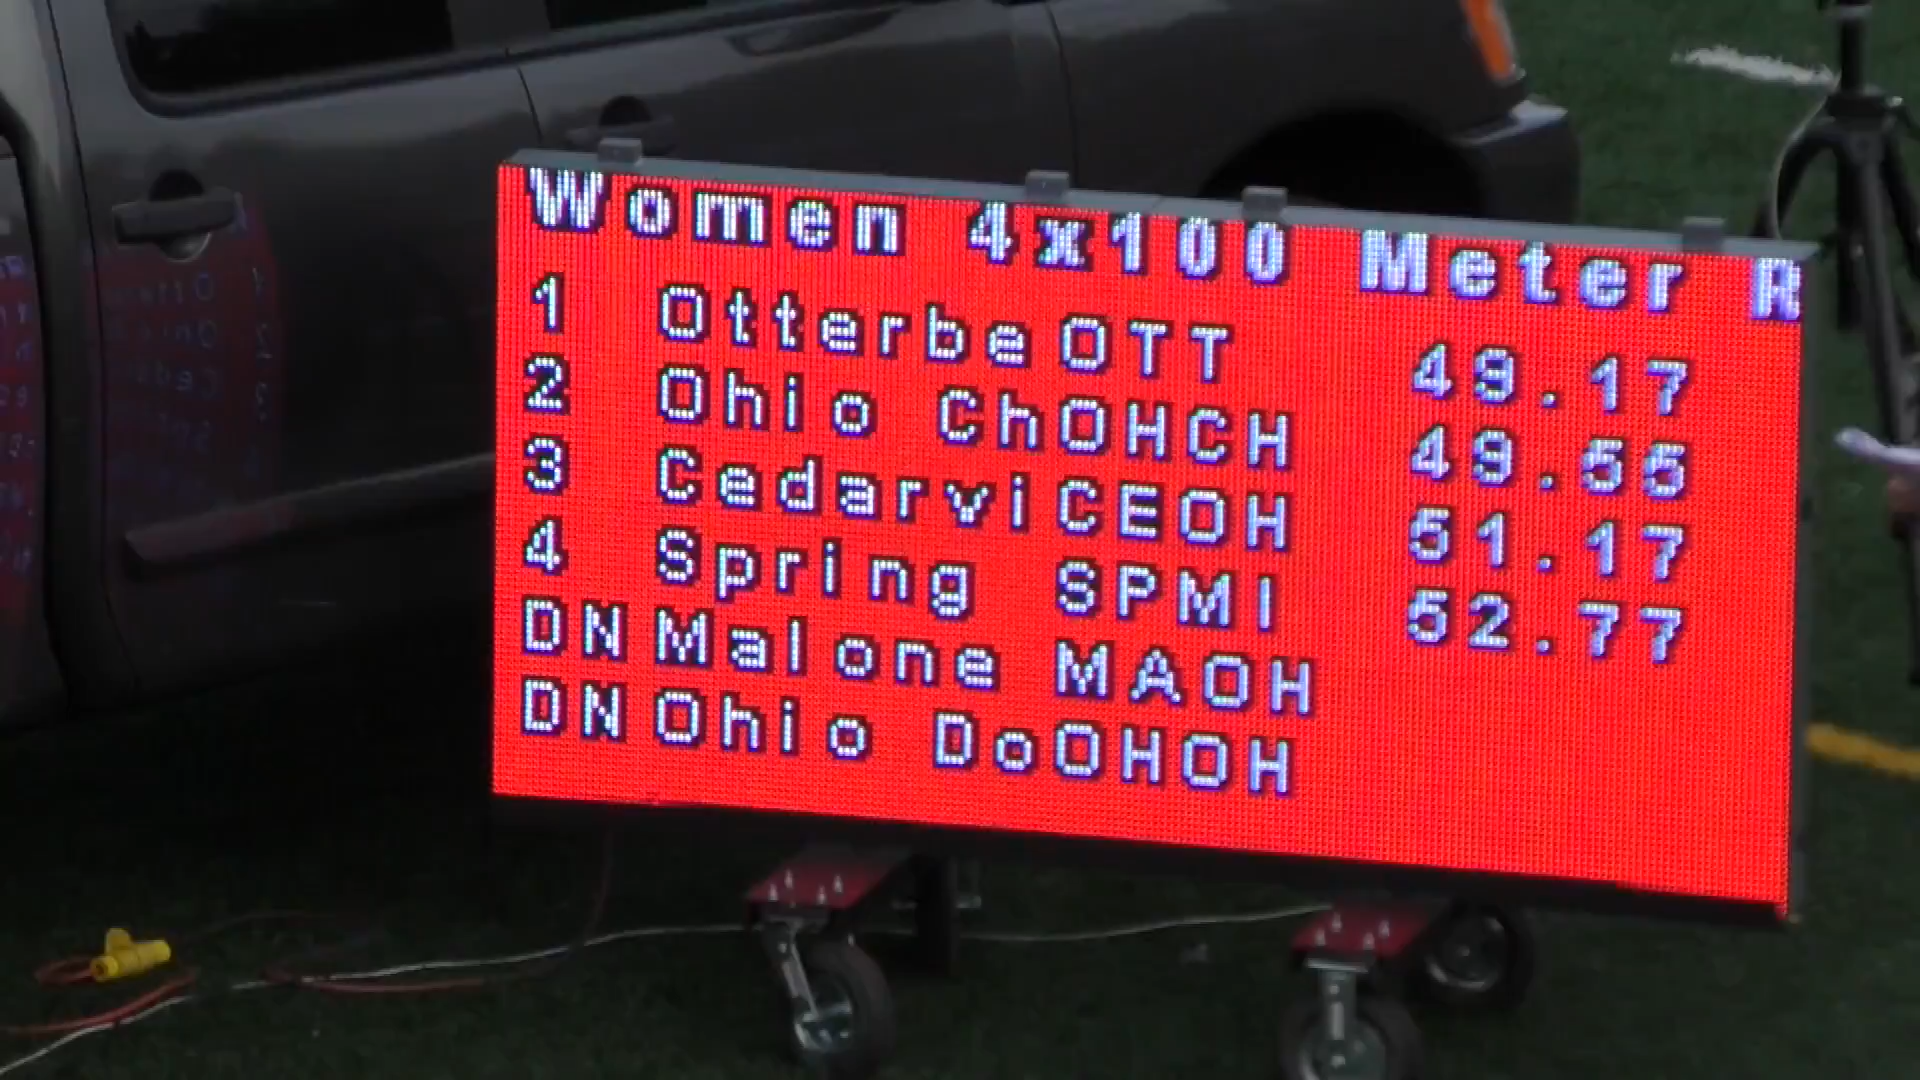 Women 4x100 Meter R
1 OtterbeOTT 49.17
2 Ohio ChOHCH 49.55
3 CedarviCEOH 51.17
4 Spring SPMI 52.77
DN Malone MAOH
DN Ohio DoOHOH